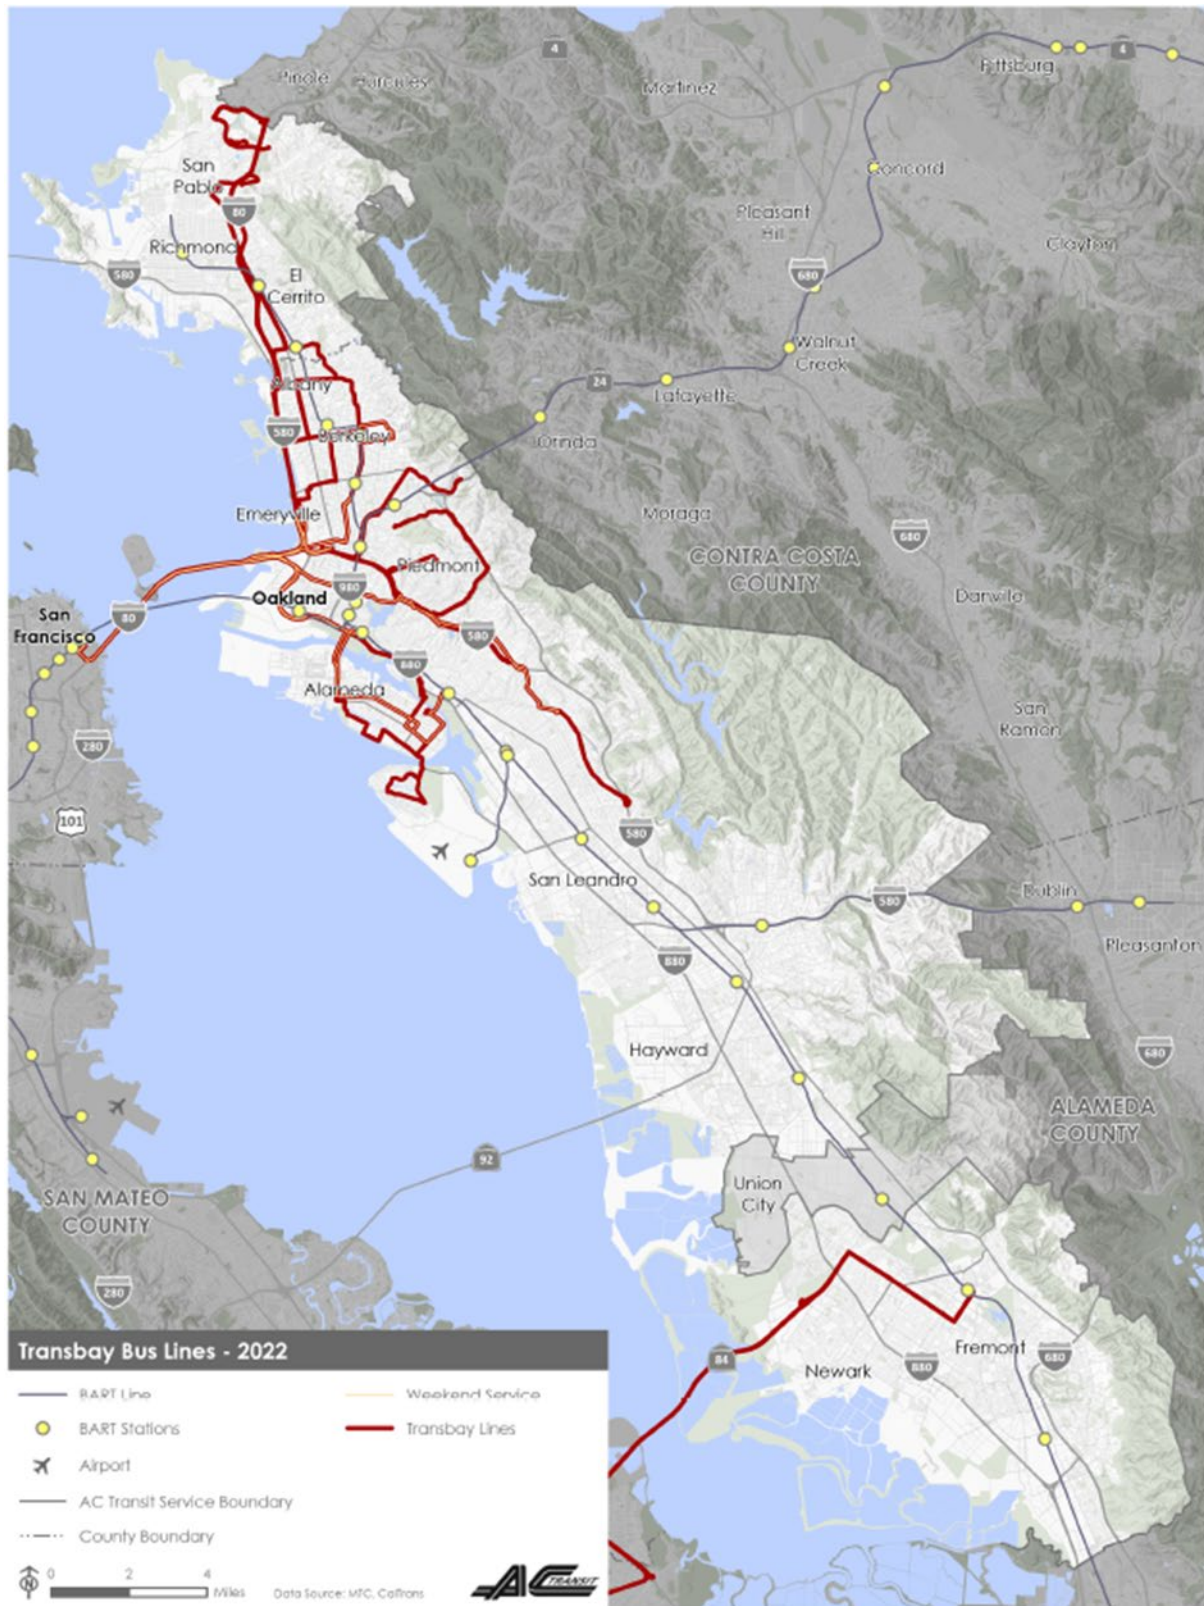 4
Pinole
Hercules
Martinez
Pittsburg
4
San
Pablo
Concord
80
Pleasant
Hill
Clayton
Richmond
580
El
Cerrito
680
Walnut
Creek
Albany
24
Lafayette
580
Berkeley
Orinda
Emeryville
Moraga
680
CONTRA COSTA
COUNTY
Piedmont
980
Oakland
Danville
San
Francisco
80
580
880
Alameda
San
Ramon
280
101
580
San Leandro
580
Dublin
Pleasanton
880
Hayward
680
ALAMEDA
COUNTY
92
Union
City
SAN MATEO
COUNTY
280
Fremont
84
Newark
880
680
Transbay Bus Lines - 2022
BART Line
Weekend Service
BART Stations
Transbay Lines
Airport
AC Transit Service Boundary
County Boundary
N
0 2 4
Miles
Data Source: MTC, Caltrans
AC TRANSIT